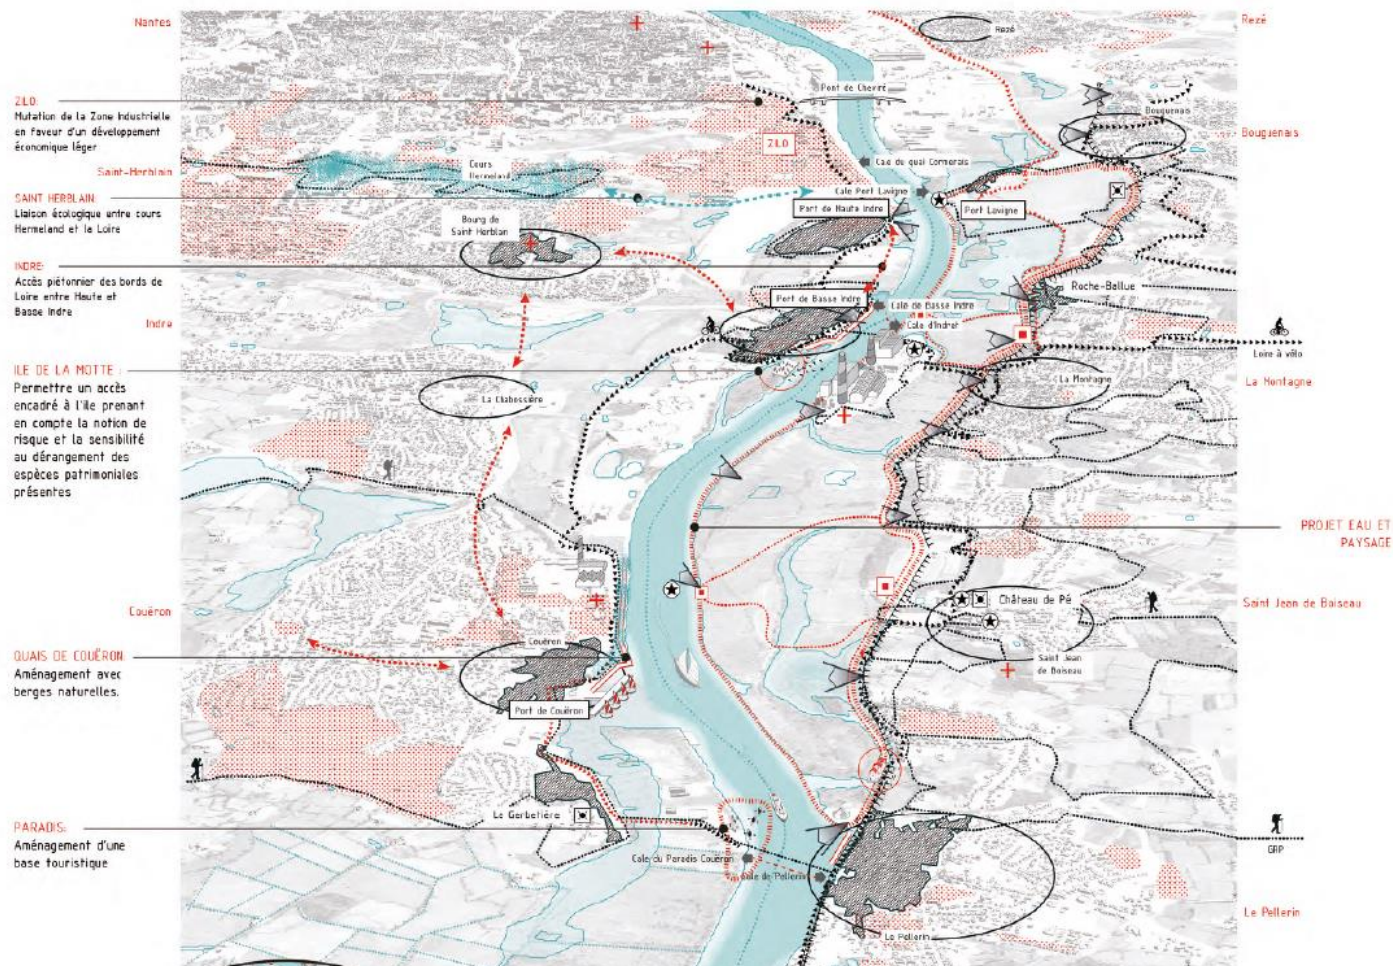 Nantes
Rezé
Rezé
ZILO:
Mutation de la Zone Industrielle
en faveur d'un développement
économique léger
Pont de Cheviré
Bouguenais
Bouguenais
ZILO
Saint-Herblain
Cours
Hermeland
Cale du quai Cormerais
Cale Port Lavigne
SAINT HERBLAIN:
Liaison écologique entre cours
Hermeland et la Loire
Port de Haute Indre
Port Lavigne
Bourg de
Saint Herblan
INDRE:
Accès piétonnier des bords de
Loire entre Haute et
Basse Indre
Roche-Ballue
Port de Basse Indre
Cale de Basse Indre
Indre
Cale d'Indret
Loire à vélo
ILE DE LA MOTTE :
Permettre un accès
encadré à l'ile prenant
en compte la notion de
risque et la sensibilité
au dérangement des
espèces patrimoniales
présentes
La Montagne
La Montagne
La Chabossière
PROJET EAU ET
PAYSAGE
Couëron
Château de Pé
Saint Jean de Boiseau
Couëron
QUAIS DE COUËRON:
Aménagement avec
berges naturelles.
Saint Jean
de Boiseau
Port de Couëron
Le Gerbetière
PARADIS:
Aménagement d'une
base touristique
GRP
Cale du Paradis Couëron
Cale de Pellerin
Le Pellerin
Le Pellerin